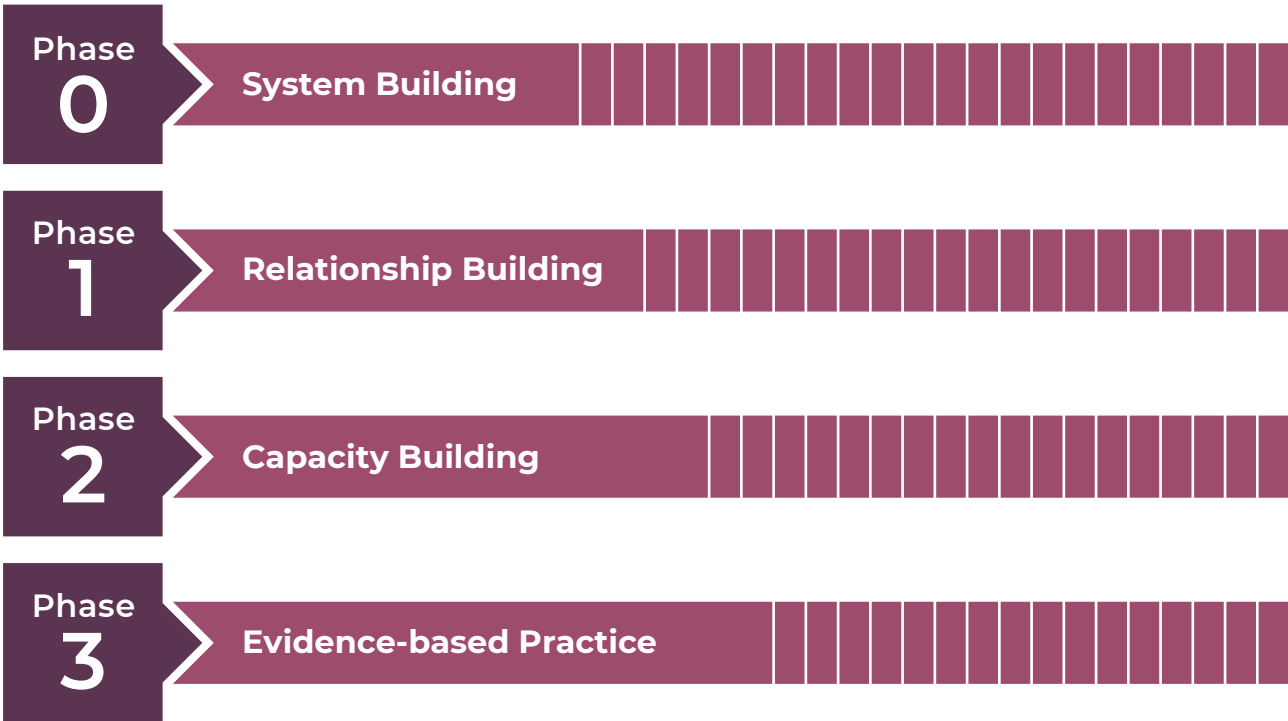 Phase
0
System Building
Phase
1
Relationship Building
Phase
2
Capacity Building
Phase
3
Evidence-based Practice